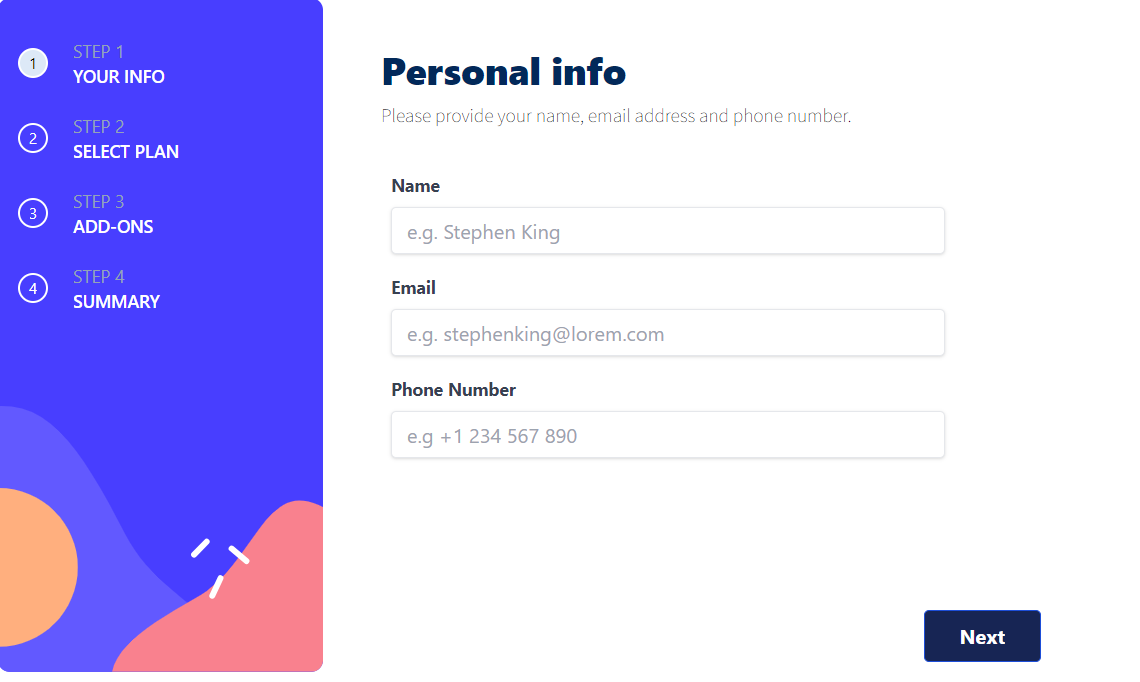 1
STEP 1
YOUR INFO
2
STEP 2
SELECT PLAN
3
STEP 3
ADD-ONS
4
STEP 4
SUMMARY
Personal info
Please provide your name, email address and phone number.
Name
e.g. Stephen King
Email
e.g. stephenking@lorem.com
Phone Number
e.g +1 234 567 890
Next